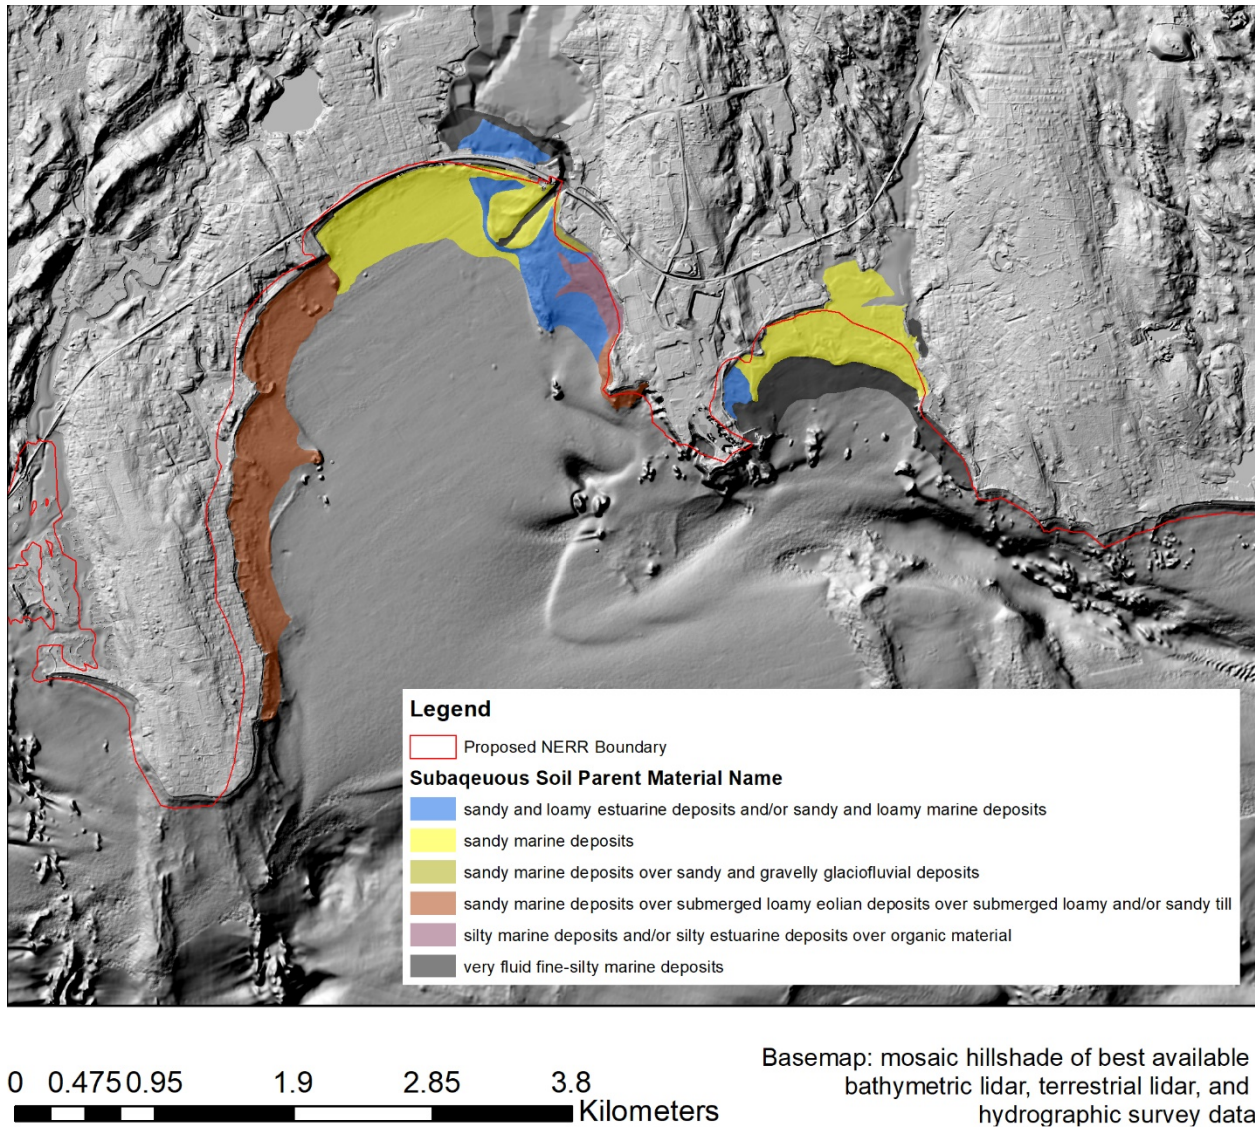 Legend
Proposed NERR Boundary
Subaqeuous Soil Parent Material Name
sandy and loamy estuarine deposits and/or sandy and loamy marine deposits
sandy marine deposits
sandy marine deposits over sandy and gravelly glaciofluvial deposits
sandy marine deposits over submerged loamy eolian deposits over submerged loamy and/or sandy till
silty marine deposits and/or silty estuarine deposits over organic material
very fluid fine-silty marine deposits
0 0.475 0.95 1.9 2.85 3.8
Kilometers
Basemap: mosaic hillshade of best available
bathymetric lidar, terrestrial lidar, and
hydrographic survey data